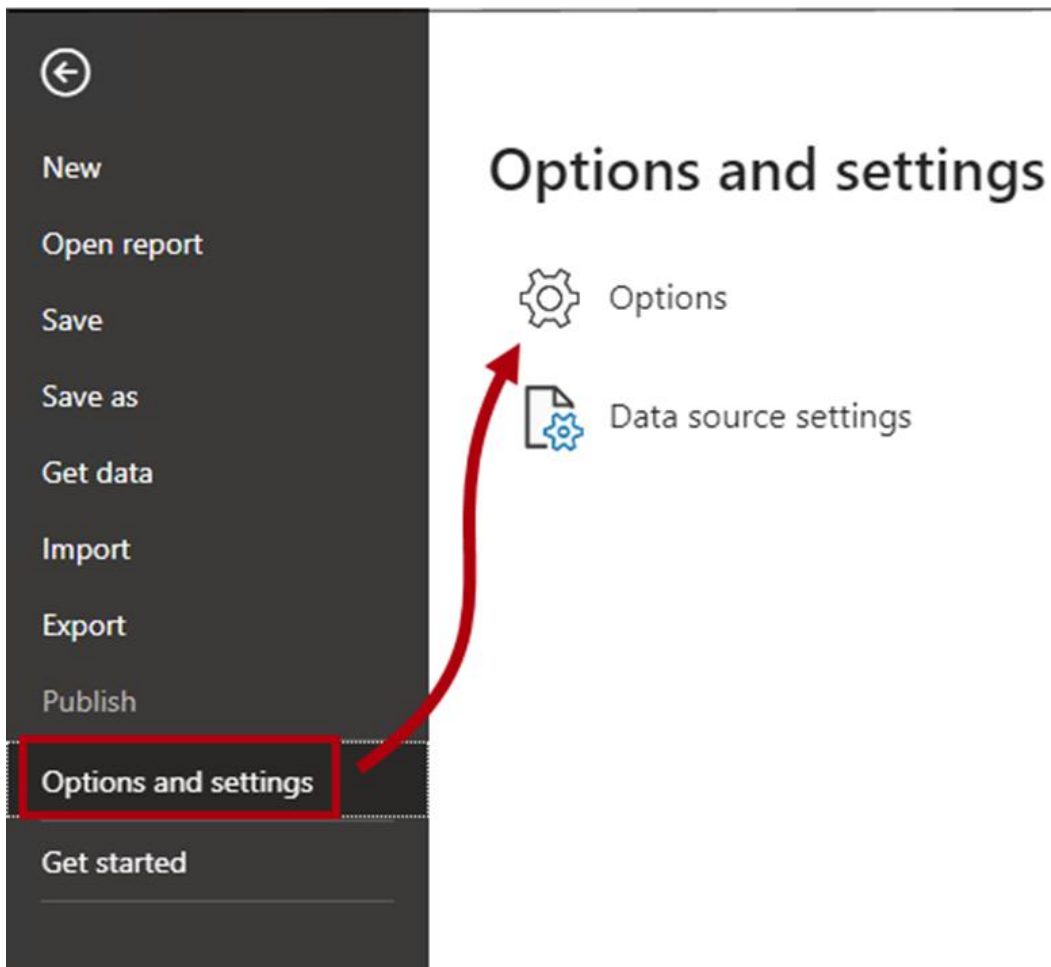 New
Open report
Save
Save as
Get data
Import
Export
Publish
Options and settings
Get started
Options and settings
Options
Data source settings